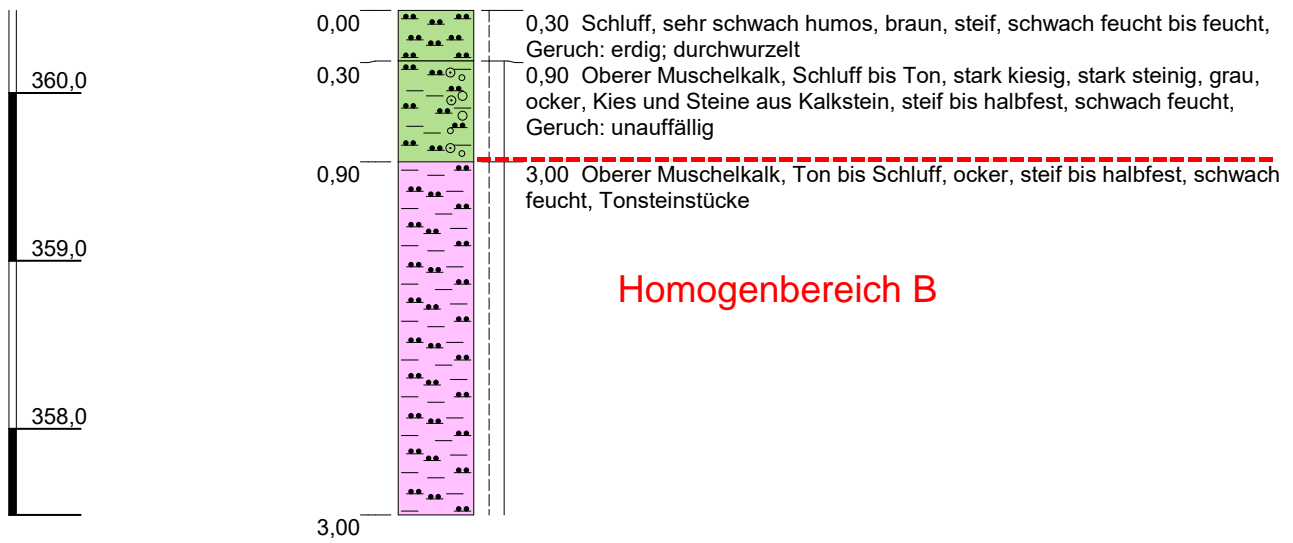 0,00
0,30 Schluff, sehr schwach humos, braun, steif, schwach feucht bis feucht,
Geruch: erdig; durchwurzelt
360,0
0,30
0,90 Oberer Muschelkalk, Schluff bis Ton, stark kiesig, stark steinig, grau,
ocker, Kies und Steine aus Kalkstein, steif bis halbfest, schwach feucht,
Geruch: unauffällig
0,90
3,00 Oberer Muschelkalk, Ton bis Schluff, ocker, steif bis halbfest, schwach
feucht, Tonsteinstücke
359,0
Homogenbereich B
358,0
3,00